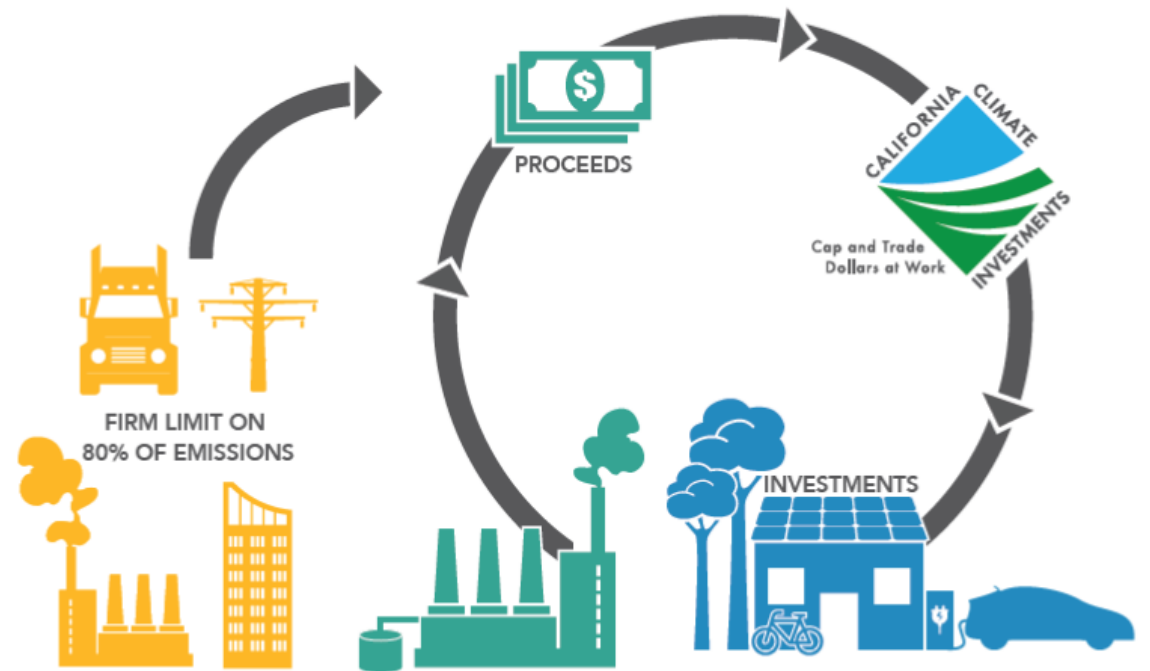 $
PROCEEDS
CALIFORNIA
CLIMATE
INVESTMENTS
Cap and Trade
Dollars at Work
FIRM LIMIT ON
80% OF EMISSIONS
INVESTMENTS